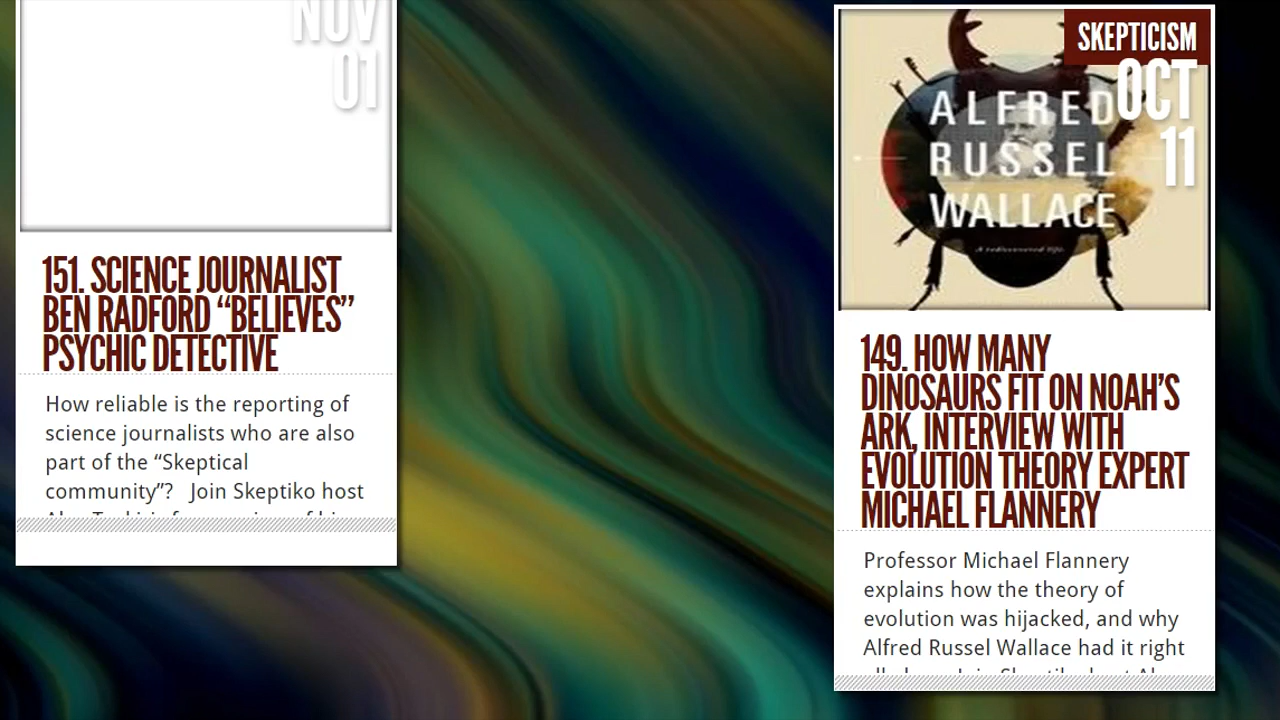 NOV
01
151. SCIENCE JOURNALIST
BEN RADFORD “BELIEVES”
PSYCHIC DETECTIVE
How reliable is the reporting of
science journalists who are also
part of the “Skeptical
community”? Join Skeptiko host
SKEPTICISM
OCT
11
ALFRED
RUSSEL
WALLACE
A rediscovered life
149. HOW MANY
DINOSAURS FIT ON NOAH’S
ARK, INTERVIEW WITH
EVOLUTION THEORY EXPERT
MICHAEL FLANNERY
Professor Michael Flannery
explains how the theory of
evolution was hijacked, and why
Alfred Russel Wallace had it right